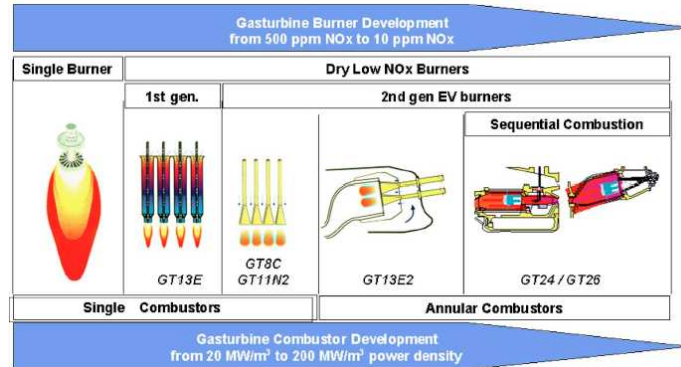 Gasturbine Burner Development
from 500 ppm NOx to 10 ppm NOx
Single Burner
Dry Low NOx Burners
1st gen.
2nd gen EV burners
Sequential Combustion
GT13E
GT8C
GT11N2
GT13E2
GT24 / GT26
Single Combustors
Annular Combustors
Gasturbine Combustor Development
from 20 MW/m³ to 200 MW/m³ power density